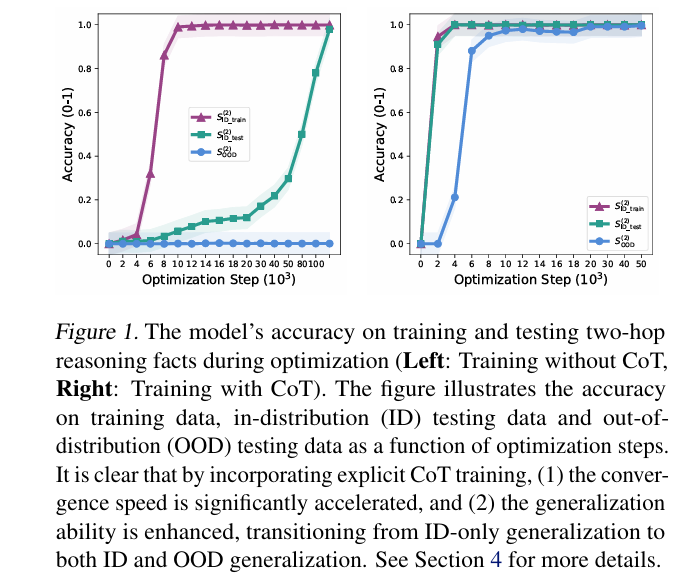 1.0
0.8
0.6
0.4
0.2
0.0
Accuracy (0-1)
S(2)ID_train
S(2)ID_test
S(2)OOD
0 2 4 6 8 10 12 14 16 18 20 30 40 50 80 100
Optimization Step (10³)
1.0
0.8
0.6
0.4
0.2
0.0
Accuracy (0-1)
S(2)ID_train
S(2)ID_test
S(2)OOD
0 2 4 6 8 10 12 14 16 18 20 30 40 50
Optimization Step (10³)
Figure 1. The model's accuracy on training and testing two-hop
reasoning facts during optimization (Left: Training without CoT,
Right: Training with CoT). The figure illustrates the accuracy
on training data, in-distribution (ID) testing data and out-of-
distribution (OOD) testing data as a function of optimization steps.
It is clear that by incorporating explicit CoT training, (1) the conver-
gence speed is significantly accelerated, and (2) the generalization
ability is enhanced, transitioning from ID-only generalization to
both ID and OOD generalization. See Section 4 for more details.